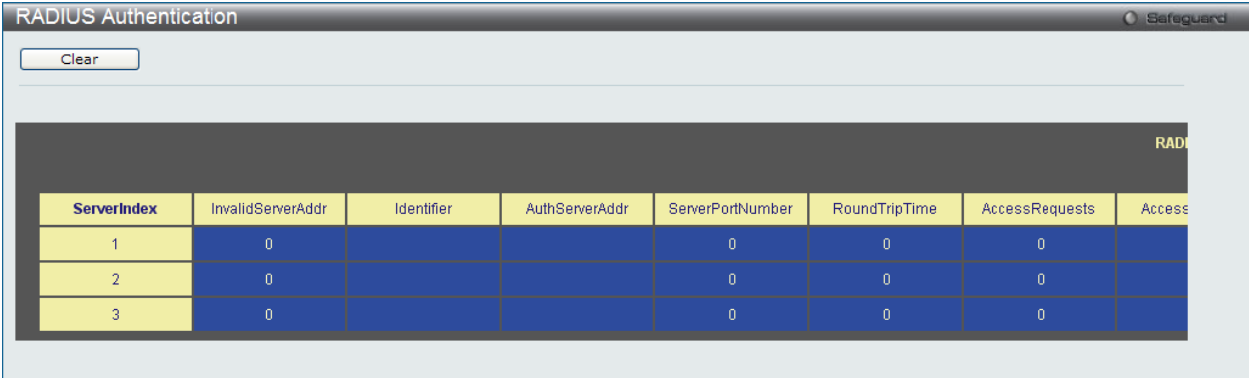 RADIUS Authentication
Safeguard
Clear
RADI
ServerIndex InvalidServerAddr Identifier AuthServerAddr ServerPortNumber RoundTripTime AccessRequests Access
1 0 0 0 0
2 0 0 0 0
3 0 0 0 0